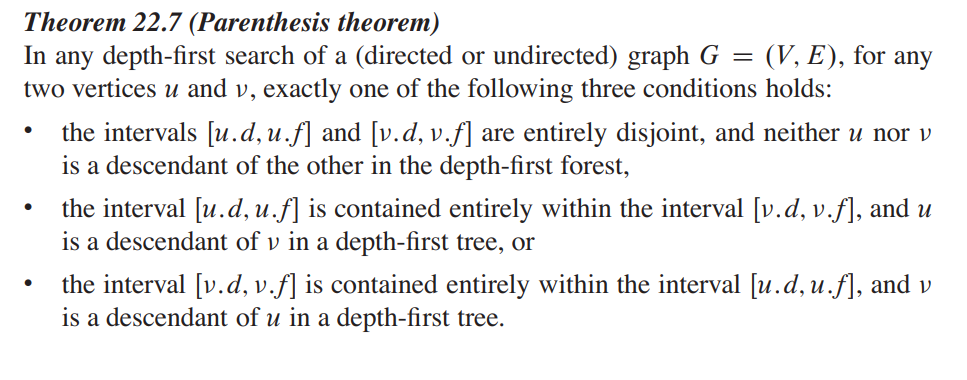 Theorem 22.7 (Parenthesis theorem)
In any depth-first search of a (directed or undirected) graph G = (V, E), for any
two vertices u and v, exactly one of the following three conditions holds:
• the intervals [u.d, u.f] and [v.d, v.f] are entirely disjoint, and neither u nor v
is a descendant of the other in the depth-first forest,
• the interval [u.d, u.f] is contained entirely within the interval [v.d, v.f], and u
is a descendant of v in a depth-first tree, or
• the interval [v.d, v.f] is contained entirely within the interval [u.d, u.f], and v
is a descendant of u in a depth-first tree.